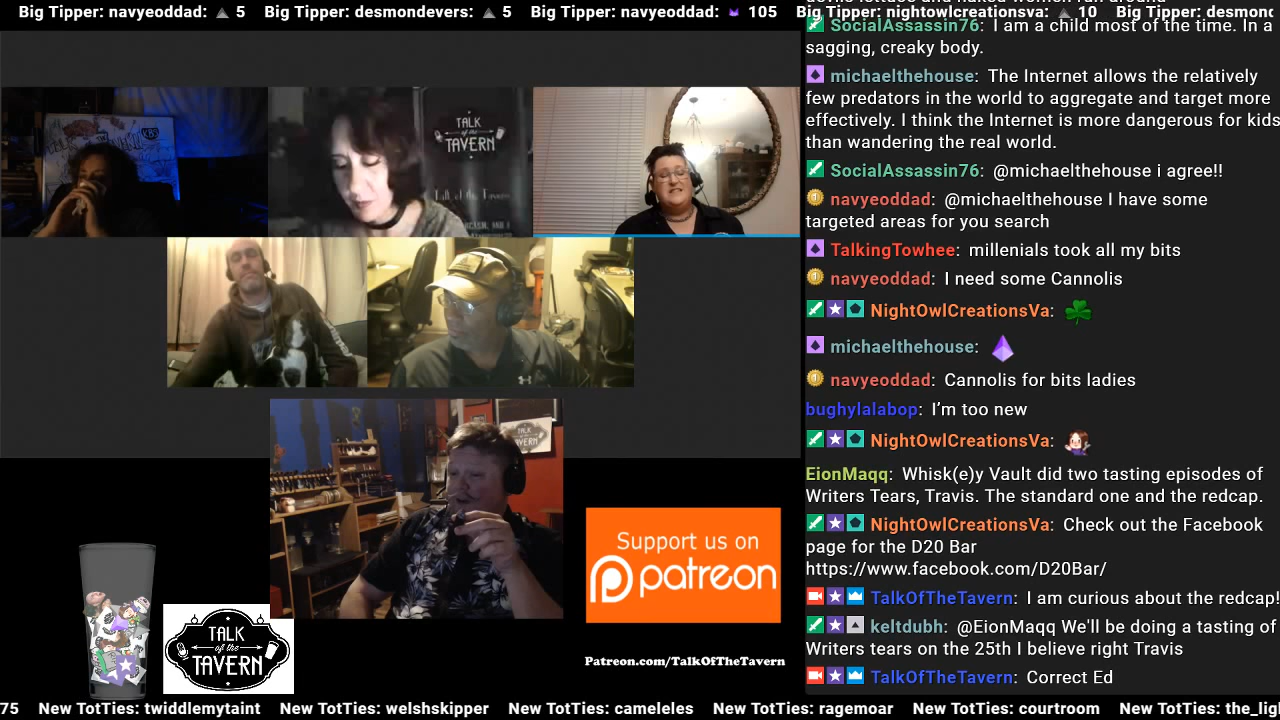 Big Tipper: navyeoddad: 5 Big Tipper: desmondevers: 5 Big Tipper: navyeoddad: 105 Big Tipper: nightowlcreationsva: 10 Big Tipper: desmond
SocialAssassin76: I am a child most of the time. In a
sagging, creaky body.
michaelthehouse: The Internet allows the relatively
few predators in the world to aggregate and target more
effectively. I think the Internet is more dangerous for kids
than wandering the real world.
SocialAssassin76: @michaelthehouse i agree!!
navyeoddad: @michaelthehouse I have some
targeted areas for you search
TalkingTowhee: millenials took all my bits
navyeoddad: I need some Cannolis
NightOwlCreationsVa:
michaelthehouse:
navyeoddad: Cannolis for bits ladies
bughylalabop: I'm too new
NightOwlCreationsVa:
EionMaqq: Whisk(e)y Vault did two tasting episodes of
Writers Tears, Travis. The standard one and the redcap.
NightOwlCreationsVa: Check out the Facebook
page for the D20 Bar
https://www.facebook.com/D20Bar/
TalkOfTheTavern: I am curious about the redcap!
keltdubh: @EionMaqq We'll be doing a tasting of
Writers tears on the 25th I believe right Travis
TalkOfTheTavern: Correct Ed
TALK
of the
TAVERN
Talk of the Tavern
TALK
TAVERN
Support us on
patreon
Patreon.com/TalkOfTheTavern
TALK
of the
TAVERN
75 New TotTies: twiddlemytaint New TotTies: welshskipper New TotTies: cameleles New TotTies: ragemoar New TotTies: courtroom New TotTies: the_lig